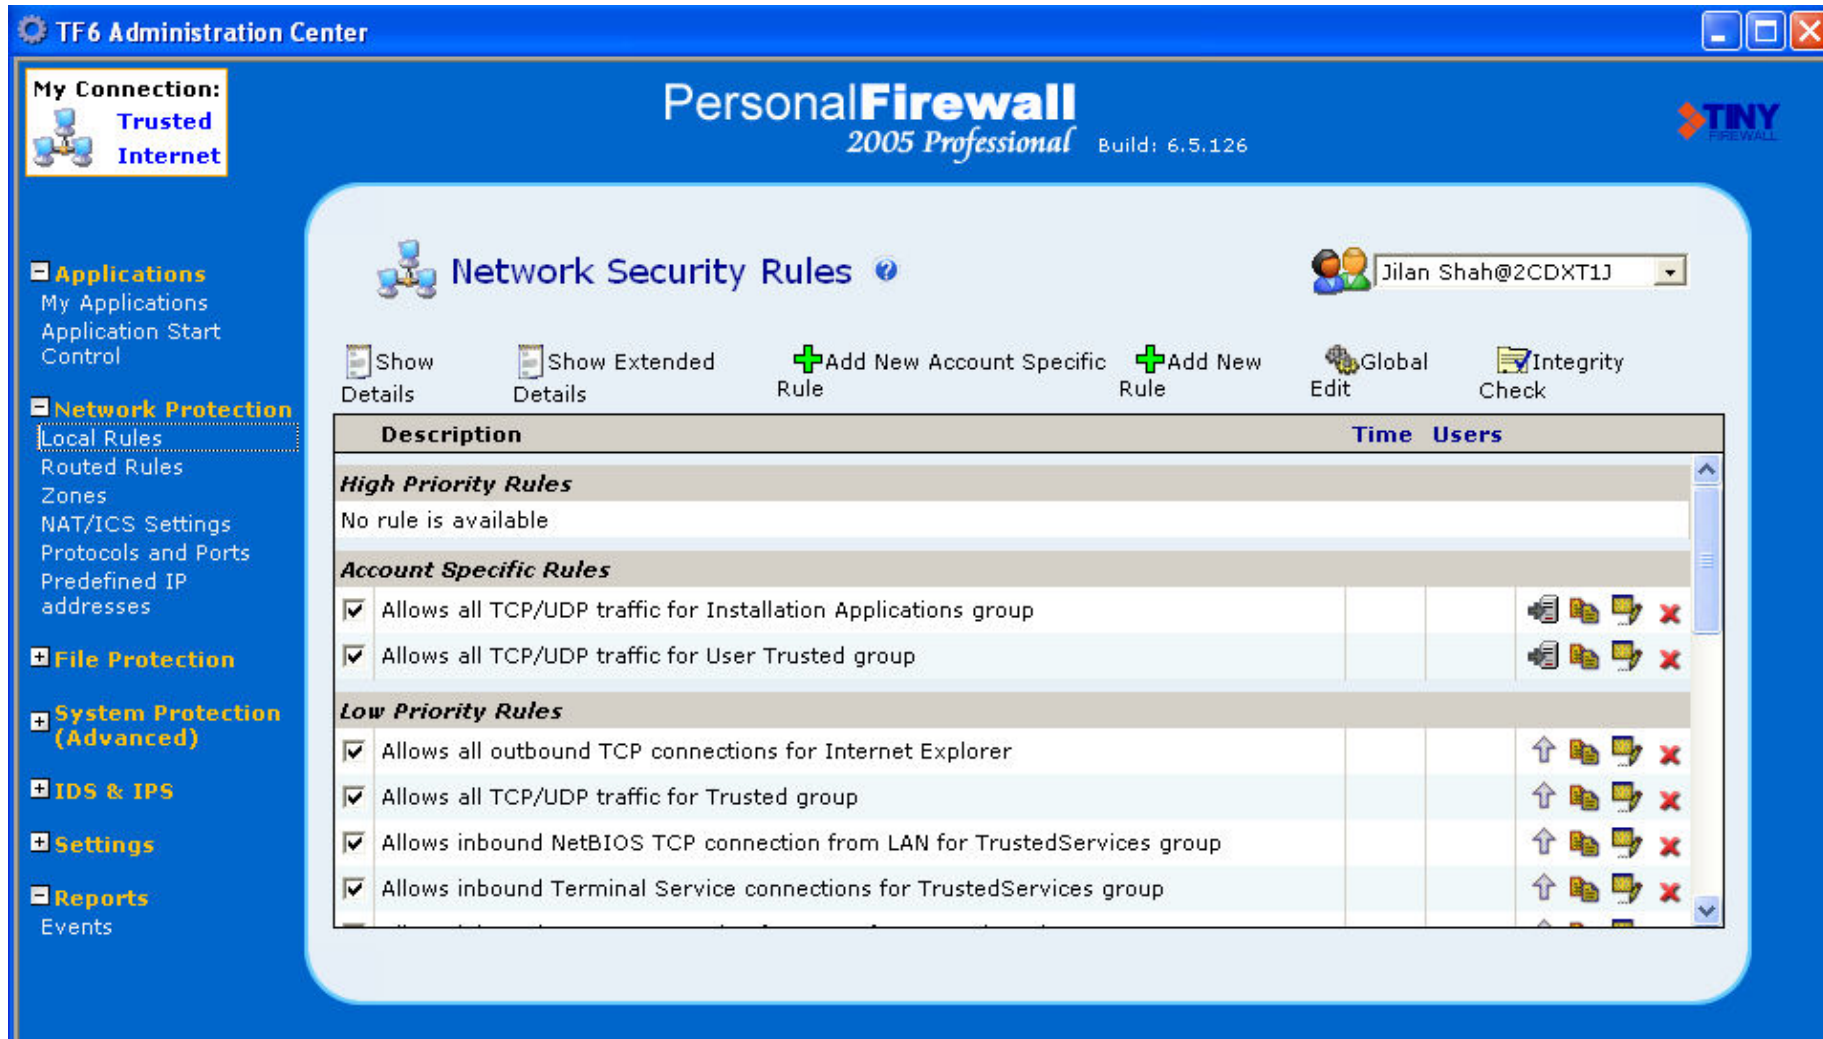 TF6 Administration Center
My Connection:
Trusted
Internet
PersonalFirewall
2005 Professional Build: 6.5.126
TINY
FIREWALL
Applications
My Applications
Application Start
Control
Network Protection
Local Rules
Routed Rules
Zones
NAT/ICS Settings
Protocols and Ports
Predefined IP
addresses
File Protection
System Protection
(Advanced)
IDS & IPS
Settings
Reports
Events
Network Security Rules ?
Jilan Shah@2CDXT1J
Show
Details
Show Extended
Details
Add New Account Specific
Rule
Add New
Rule
Global
Edit
Integrity
Check
Description Time Users
High Priority Rules
No rule is available
Account Specific Rules
Allows all TCP/UDP traffic for Installation Applications group
Allows all TCP/UDP traffic for User Trusted group
Low Priority Rules
Allows all outbound TCP connections for Internet Explorer
Allows all TCP/UDP traffic for Trusted group
Allows inbound NetBIOS TCP connection from LAN for TrustedServices group
Allows inbound Terminal Service connections for TrustedServices group